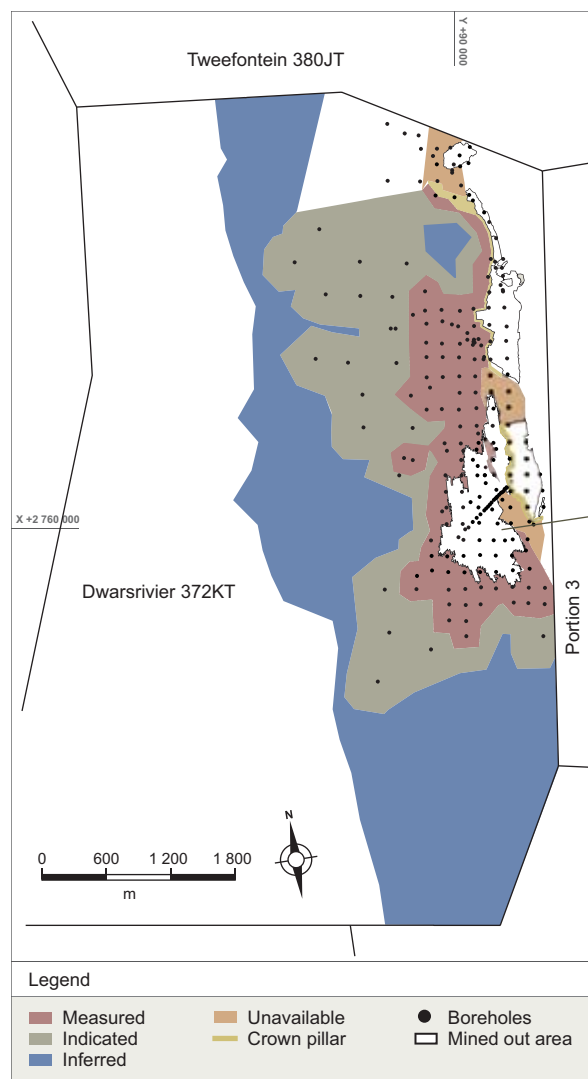 Tweefontein 380JT
Y +90 000
X +2 760 000
Dwarsrivier 372KT
Portion 3
N
0 600 1 200 1 800
m
Legend
Measured
Indicated
Inferred
Unavailable
Crown pillar
Boreholes
Mined out area